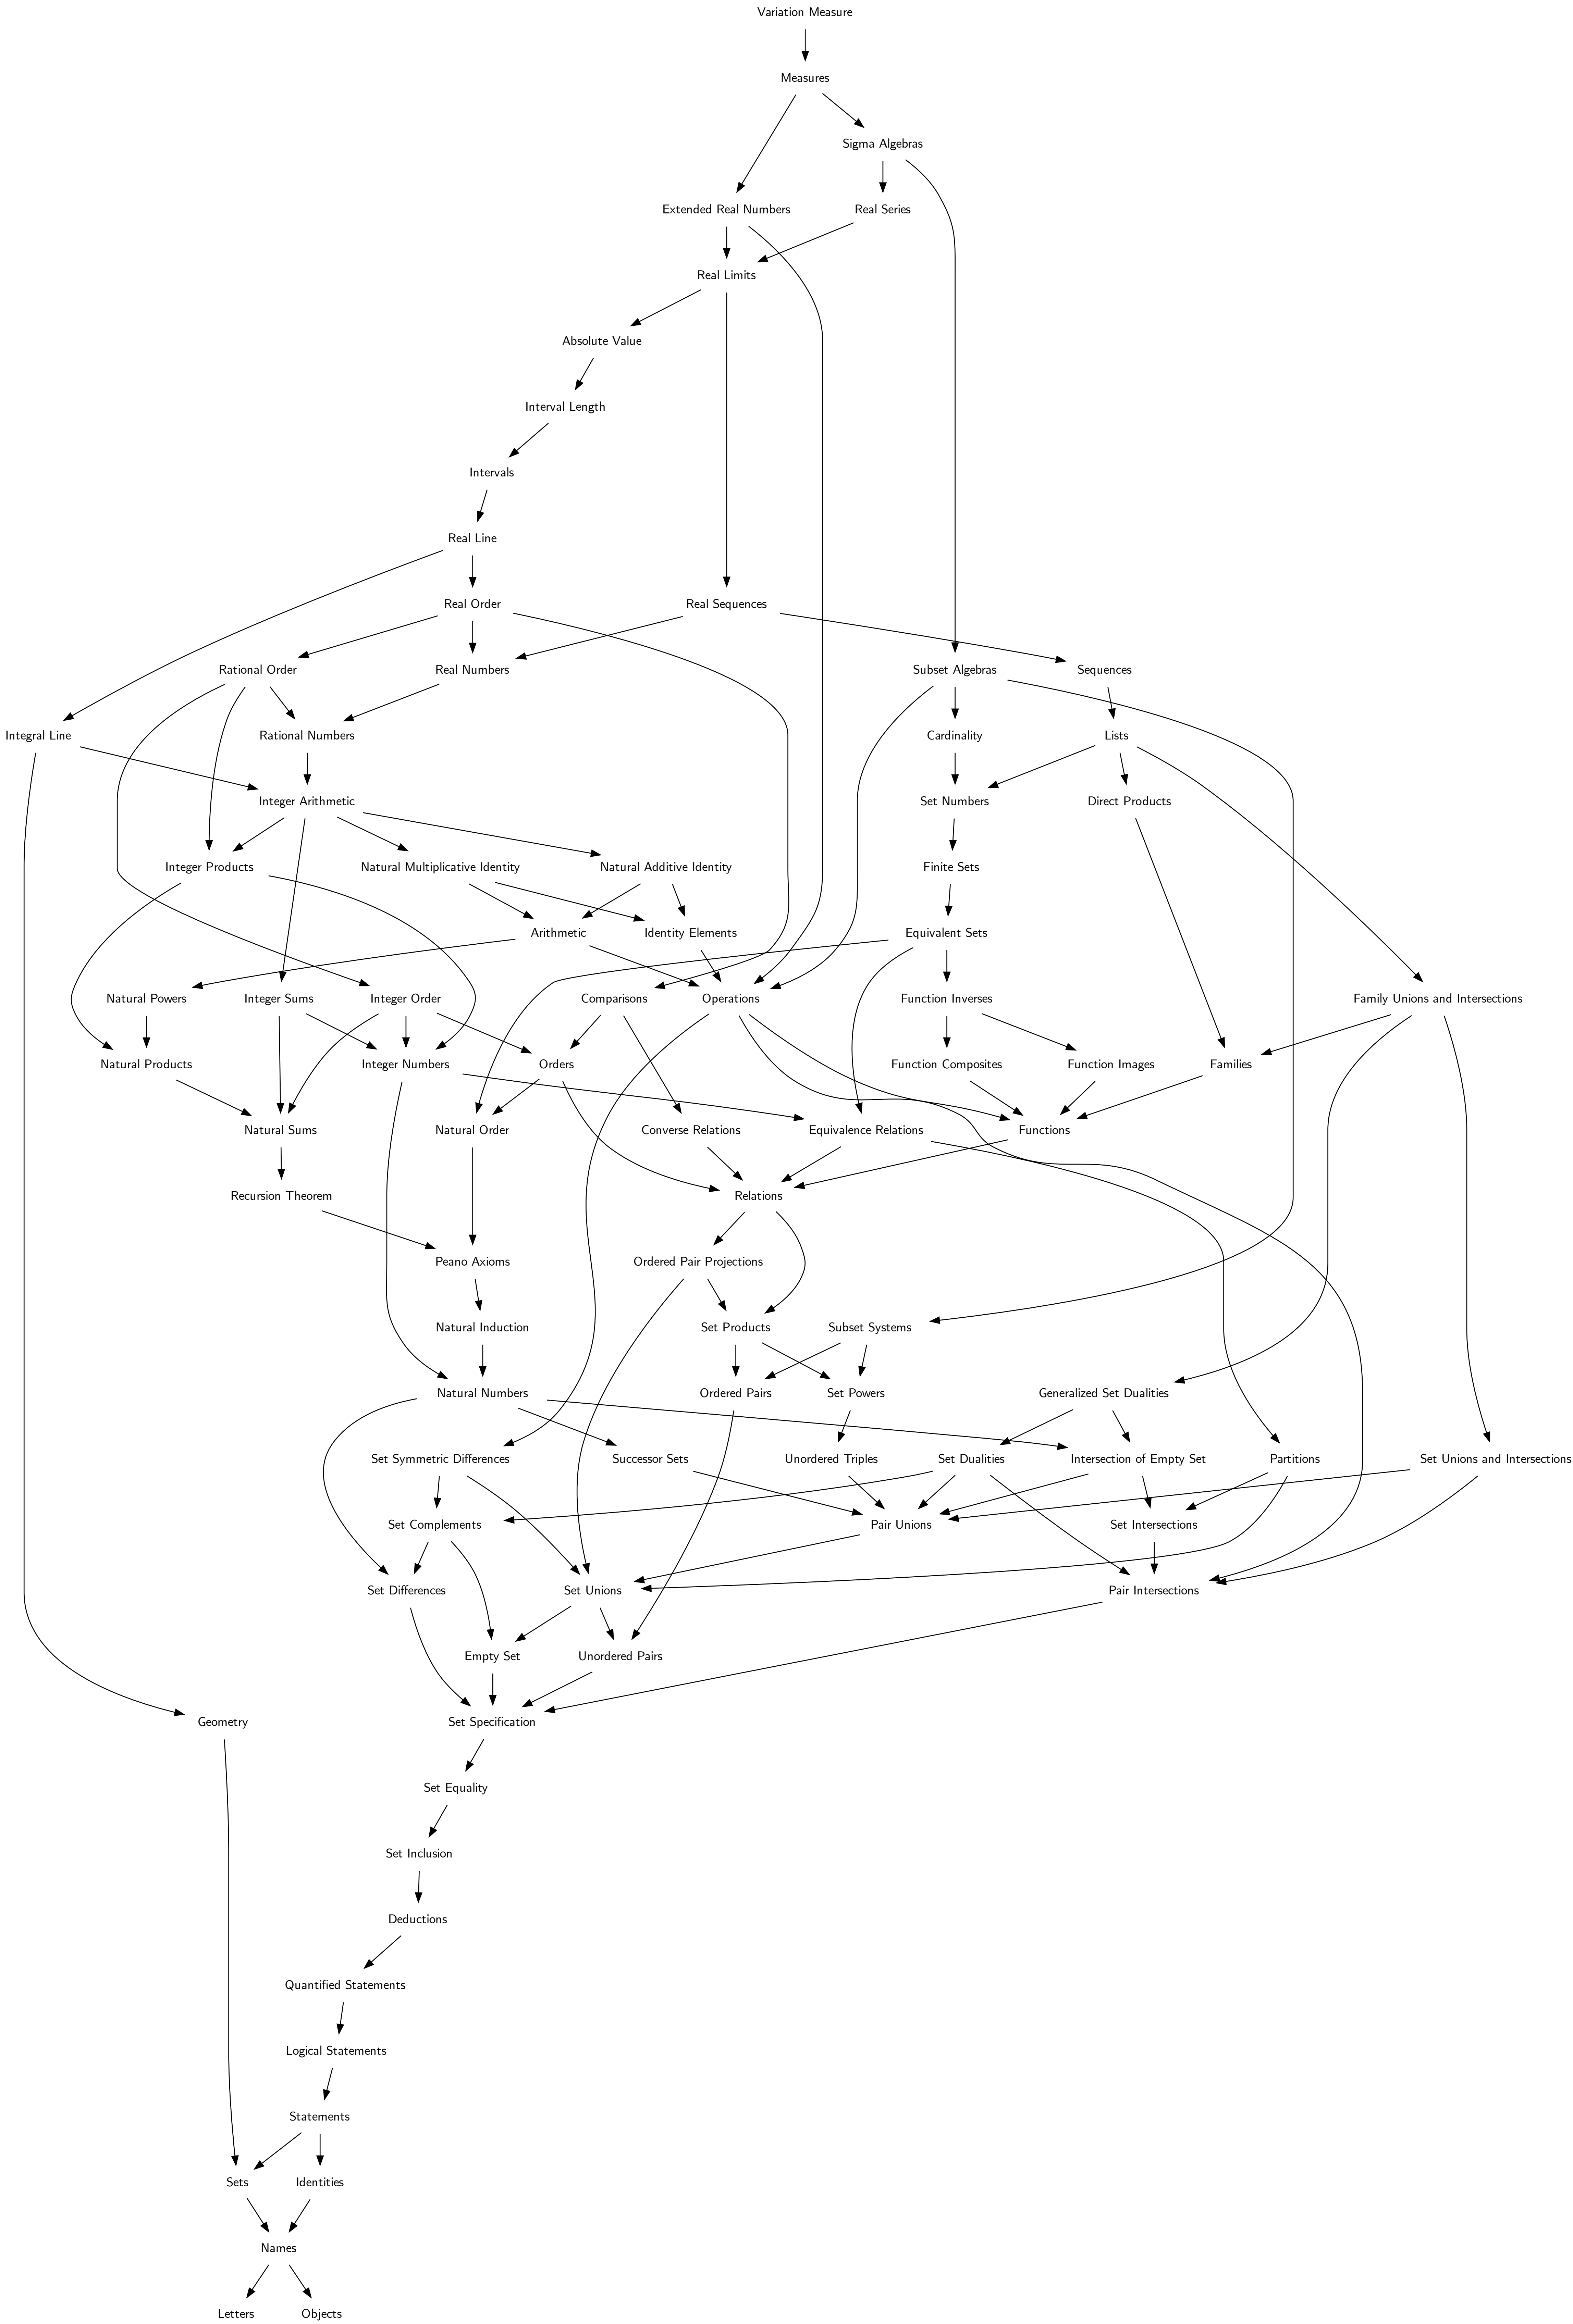 Variation Measure
Measures
Sigma Algebras
Extended Real Numbers
Real Series
Real Limits
Absolute Value
Interval Length
Intervals
Real Line
Real Order
Real Sequences
Rational Order
Real Numbers
Subset Algebras
Sequences
Integral Line
Rational Numbers
Cardinality
Lists
Integer Arithmetic
Set Numbers
Direct Products
Integer Products
Natural Multiplicative Identity
Natural Additive Identity
Finite Sets
Arithmetic
Identity Elements
Equivalent Sets
Natural Powers
Integer Sums
Integer Order
Comparisons
Operations
Function Inverses
Family Unions and Intersections
Natural Products
Integer Numbers
Orders
Function Composites
Function Images
Families
Natural Sums
Natural Order
Converse Relations
Equivalence Relations
Functions
Recursion Theorem
Relations
Peano Axioms
Ordered Pair Projections
Natural Induction
Set Products
Subset Systems
Natural Numbers
Ordered Pairs
Set Powers
Generalized Set Dualities
Set Symmetric Differences
Successor Sets
Unordered Triples
Set Dualities
Intersection of Empty Set
Partitions
Set Unions and Intersections
Set Complements
Pair Unions
Set Intersections
Set Differences
Set Unions
Pair Intersections
Empty Set
Unordered Pairs
Geometry
Set Specification
Set Equality
Set Inclusion
Deductions
Quantified Statements
Logical Statements
Statements
Sets
Identities
Names
Letters
Objects